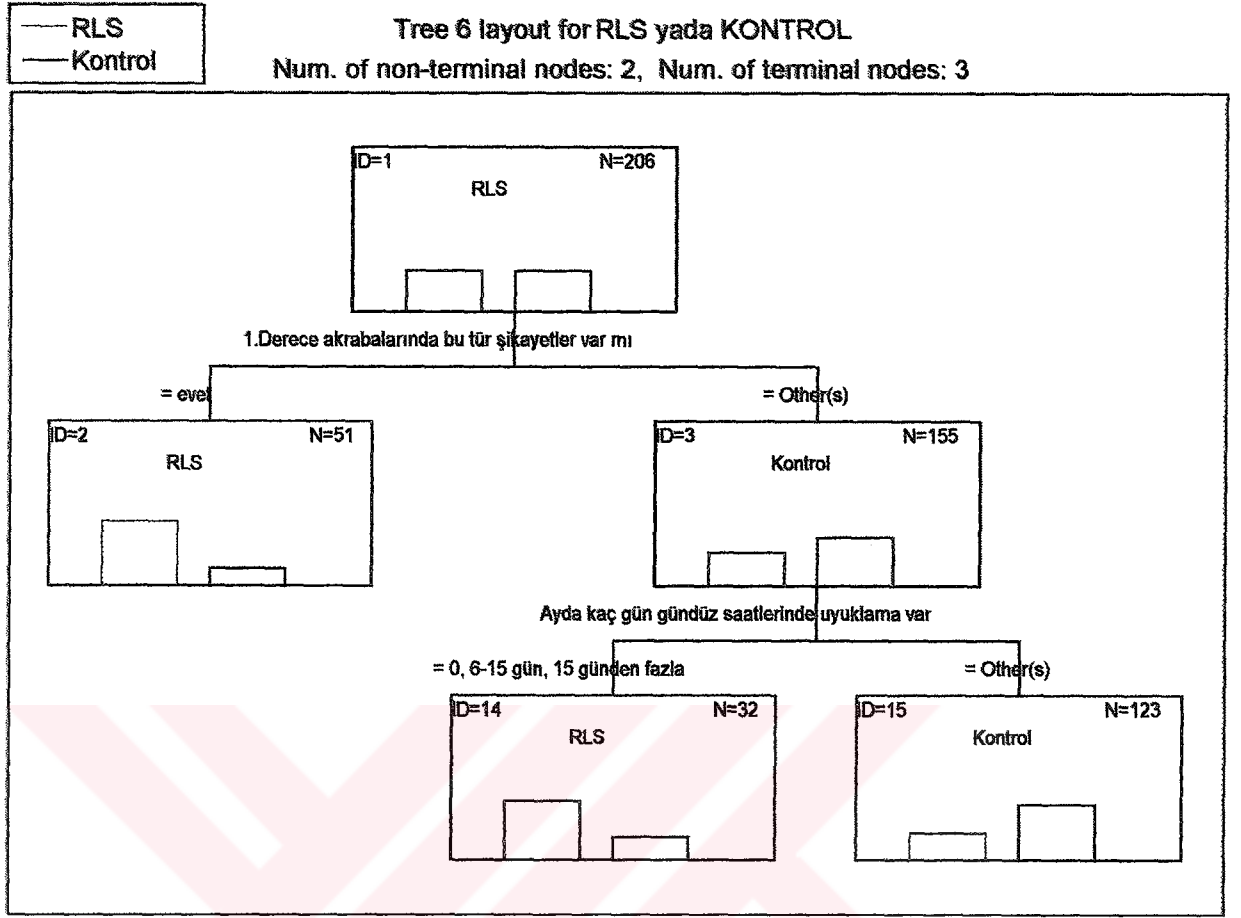 RLS
Kontrol
Tree 6 layout for RLS yada KONTROL
Num. of non-terminal nodes: 2, Num. of terminal nodes: 3
ID=1 N=206
RLS
1.Derece akrabalarında bu tür şikayetler var mı
= evet
= Other(s)
ID=2 N=51
RLS
ID=3 N=155
Kontrol
Ayda kaç gün gündüz saatlerinde uyuklama var
= 0, 6-15 gün, 15 günden fazla
= Other(s)
ID=14 N=32
RLS
ID=15 N=123
Kontrol